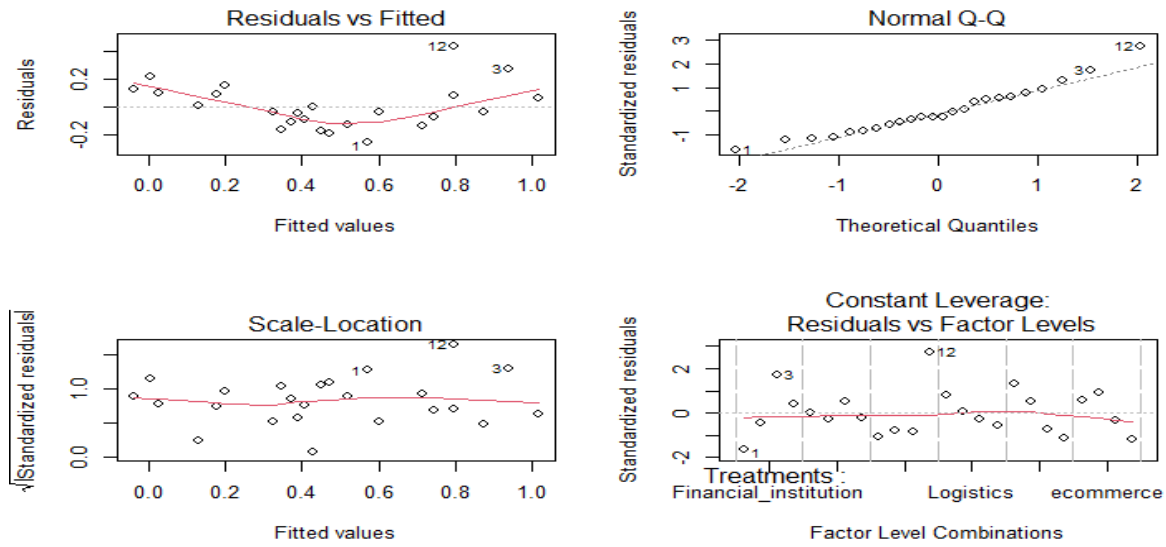 Residuals vs Fitted
Residuals
0.2
-0.2
12
3
1
0.0 0.2 0.4 0.6 0.8 1.0
Fitted values
Normal Q-Q
Standardized residuals
3
2
1
-1
12
3
1
-2 -1 0 1 2
Theoretical Quantiles
Scale-Location
√|Standardized residuals|
1.0
0.0
12
1
3
0.0 0.2 0.4 0.6 0.8 1.0
Fitted values
Constant Leverage:
Residuals vs Factor Levels
Standardized residuals
2
0
-2
12
3
1
Treatments :
Financial_institution Logistics ecommerce
Factor Level Combinations